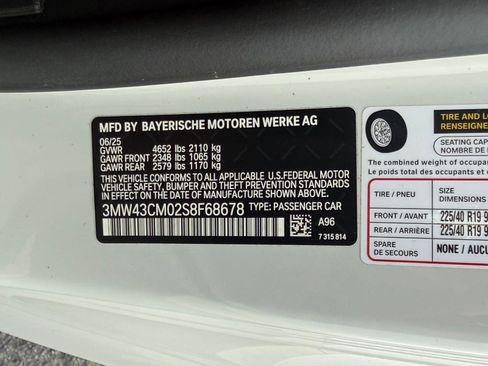 MFD BY BAYERISCHE MOTOREN WERKE AG
06/25
GVWR 4652 lbs 2110 kg
GAWR FRONT 2348 lbs 1065 kg
GAWR REAR 2579 lbs 1170 kg
THIS VEHICLE CONFORMS TO ALL APPLICABLE U.S.FEDERAL MOTOR
VEHICLE SAFETY, BUMPER, AND THEFT PREVENTION STANDARDS
IN EFFECT ON THE DATE OF MANUFACTURE SHOWN ABOVE.
3MW43CM02S8F68678 TYPE: PASSENGER CAR
A96
7 315 814
TIRE AND LO
RENSEIGNE
SEATING CAP
NOMBRE DE
The combined weight of occup
Le poids total des occupants
TIRE / PNEU SIZE
DIMENSIONS
FRONT / AVANT 225/40 R19 9
REAR / ARRIÈRE 225/40 R19 9
SPARE
DE SECOURS NONE / AUCU